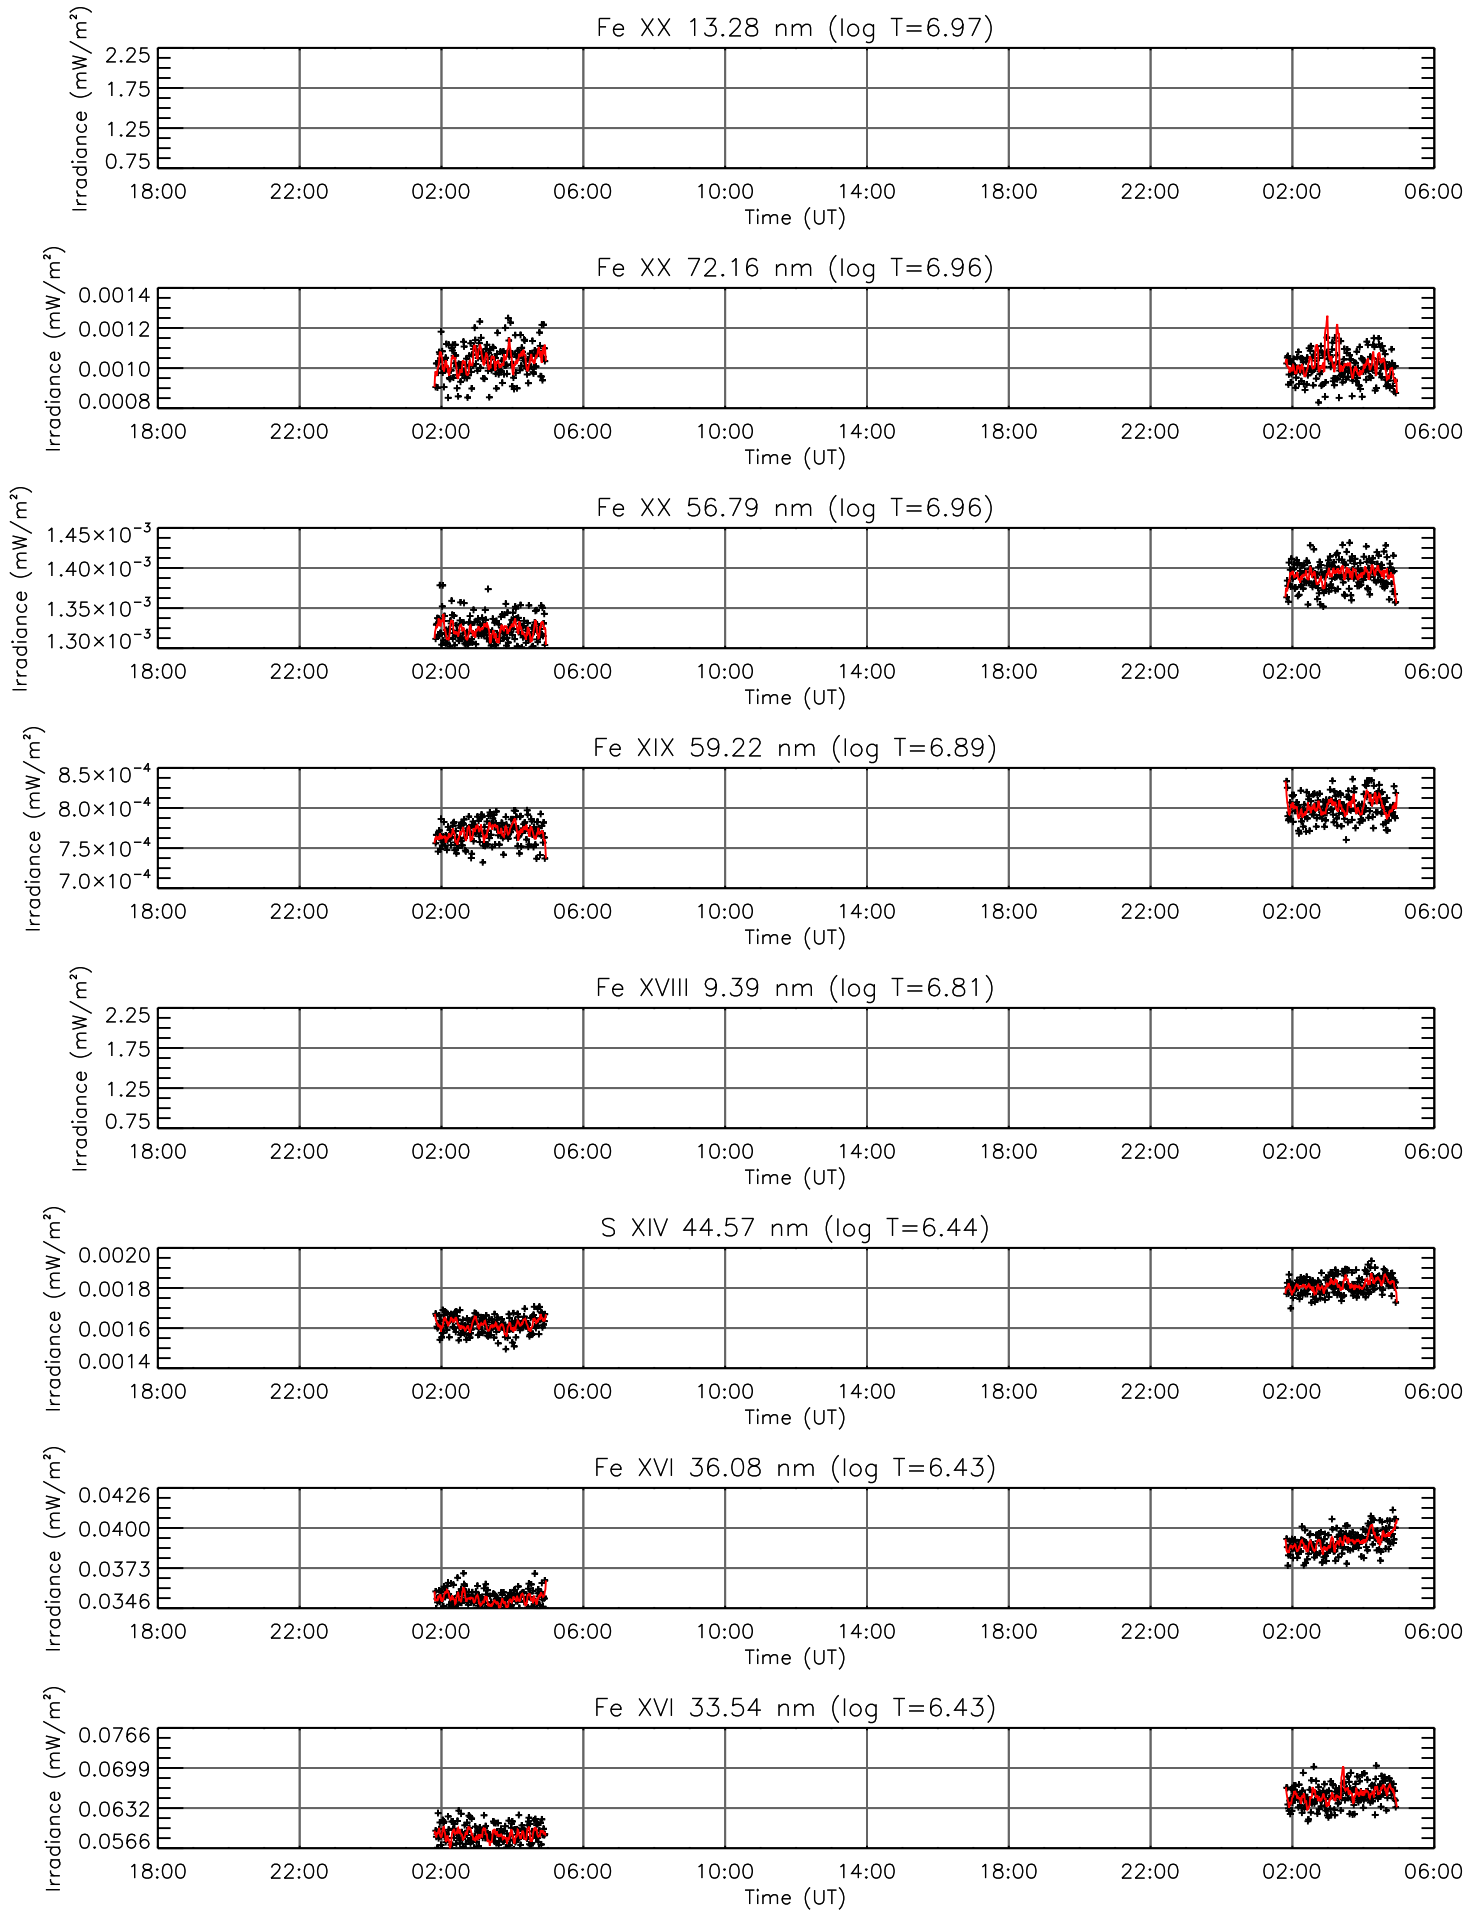 Fe XX 13.28 nm (log T=6.97)
Irradiance (mW/m²)
2.25
1.75
1.25
0.75
18:00 22:00 02:00 06:00 10:00 14:00 18:00 22:00 02:00 06:00
Time (UT)
Fe XX 72.16 nm (log T=6.96)
Irradiance (mW/m²)
0.0014
0.0012
0.0010
0.0008
18:00 22:00 02:00 06:00 10:00 14:00 18:00 22:00 02:00 06:00
Time (UT)
Fe XX 56.79 nm (log T=6.96)
Irradiance (mW/m²)
1.45×10⁻³
1.40×10⁻³
1.35×10⁻³
1.30×10⁻³
18:00 22:00 02:00 06:00 10:00 14:00 18:00 22:00 02:00 06:00
Time (UT)
Fe XIX 59.22 nm (log T=6.89)
Irradiance (mW/m²)
8.5×10⁻⁴
8.0×10⁻⁴
7.5×10⁻⁴
7.0×10⁻⁴
18:00 22:00 02:00 06:00 10:00 14:00 18:00 22:00 02:00 06:00
Time (UT)
Fe XVIII 9.39 nm (log T=6.81)
Irradiance (mW/m²)
2.25
1.75
1.25
0.75
18:00 22:00 02:00 06:00 10:00 14:00 18:00 22:00 02:00 06:00
Time (UT)
S XIV 44.57 nm (log T=6.44)
Irradiance (mW/m²)
0.0020
0.0018
0.0016
0.0014
18:00 22:00 02:00 06:00 10:00 14:00 18:00 22:00 02:00 06:00
Time (UT)
Fe XVI 36.08 nm (log T=6.43)
Irradiance (mW/m²)
0.0426
0.0400
0.0373
0.0346
18:00 22:00 02:00 06:00 10:00 14:00 18:00 22:00 02:00 06:00
Time (UT)
Fe XVI 33.54 nm (log T=6.43)
Irradiance (mW/m²)
0.0766
0.0699
0.0632
0.0566
18:00 22:00 02:00 06:00 10:00 14:00 18:00 22:00 02:00 06:00
Time (UT)